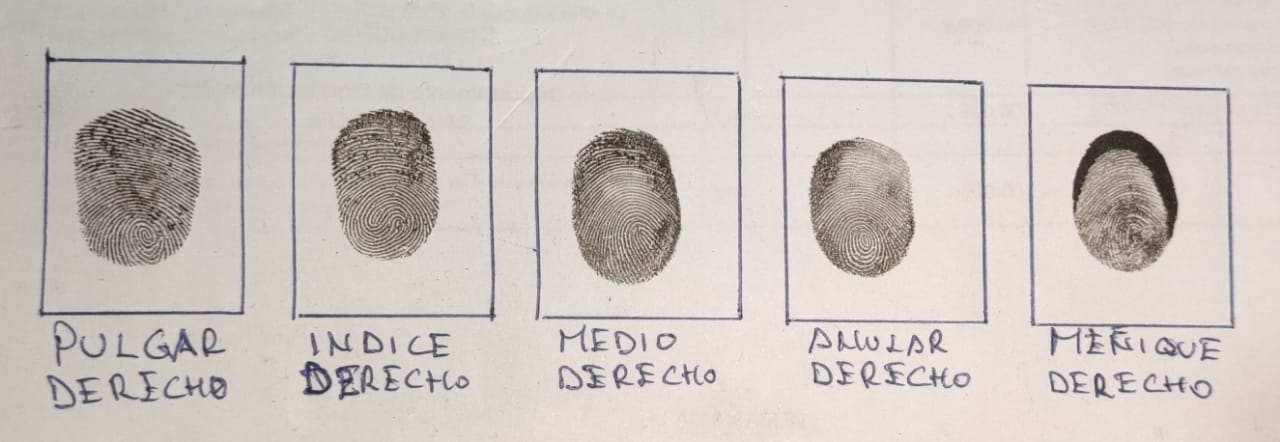 PULGAR
DERECHO
INDICE
DERECHO
MEDIO
DERECHO
ANULAR
DERECHO
MEÑIQUE
DERECHO